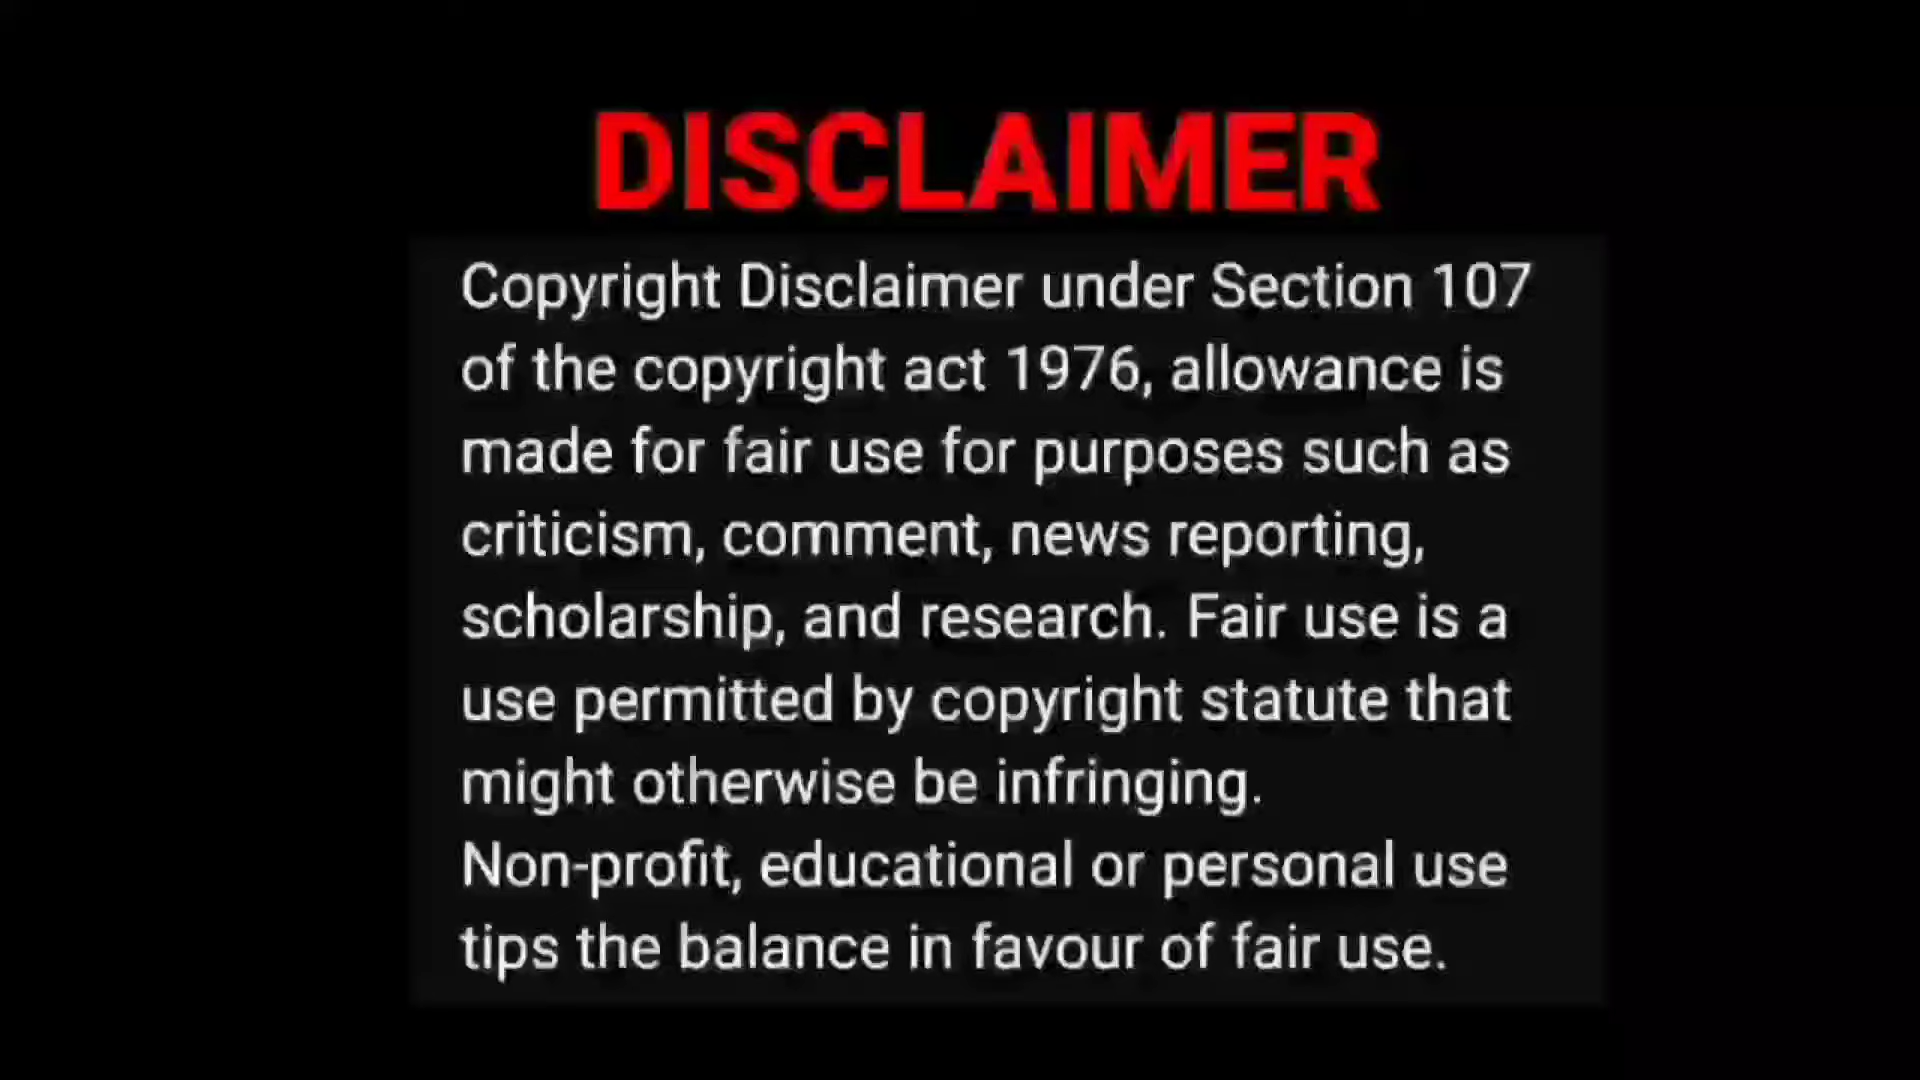 DISCLAIMER
Copyright Disclaimer under Section 107
of the copyright act 1976, allowance is
made for fair use for purposes such as
criticism, comment, news reporting,
scholarship, and research. Fair use is a
use permitted by copyright statute that
might otherwise be infringing.
Non-profit, educational or personal use
tips the balance in favour of fair use.